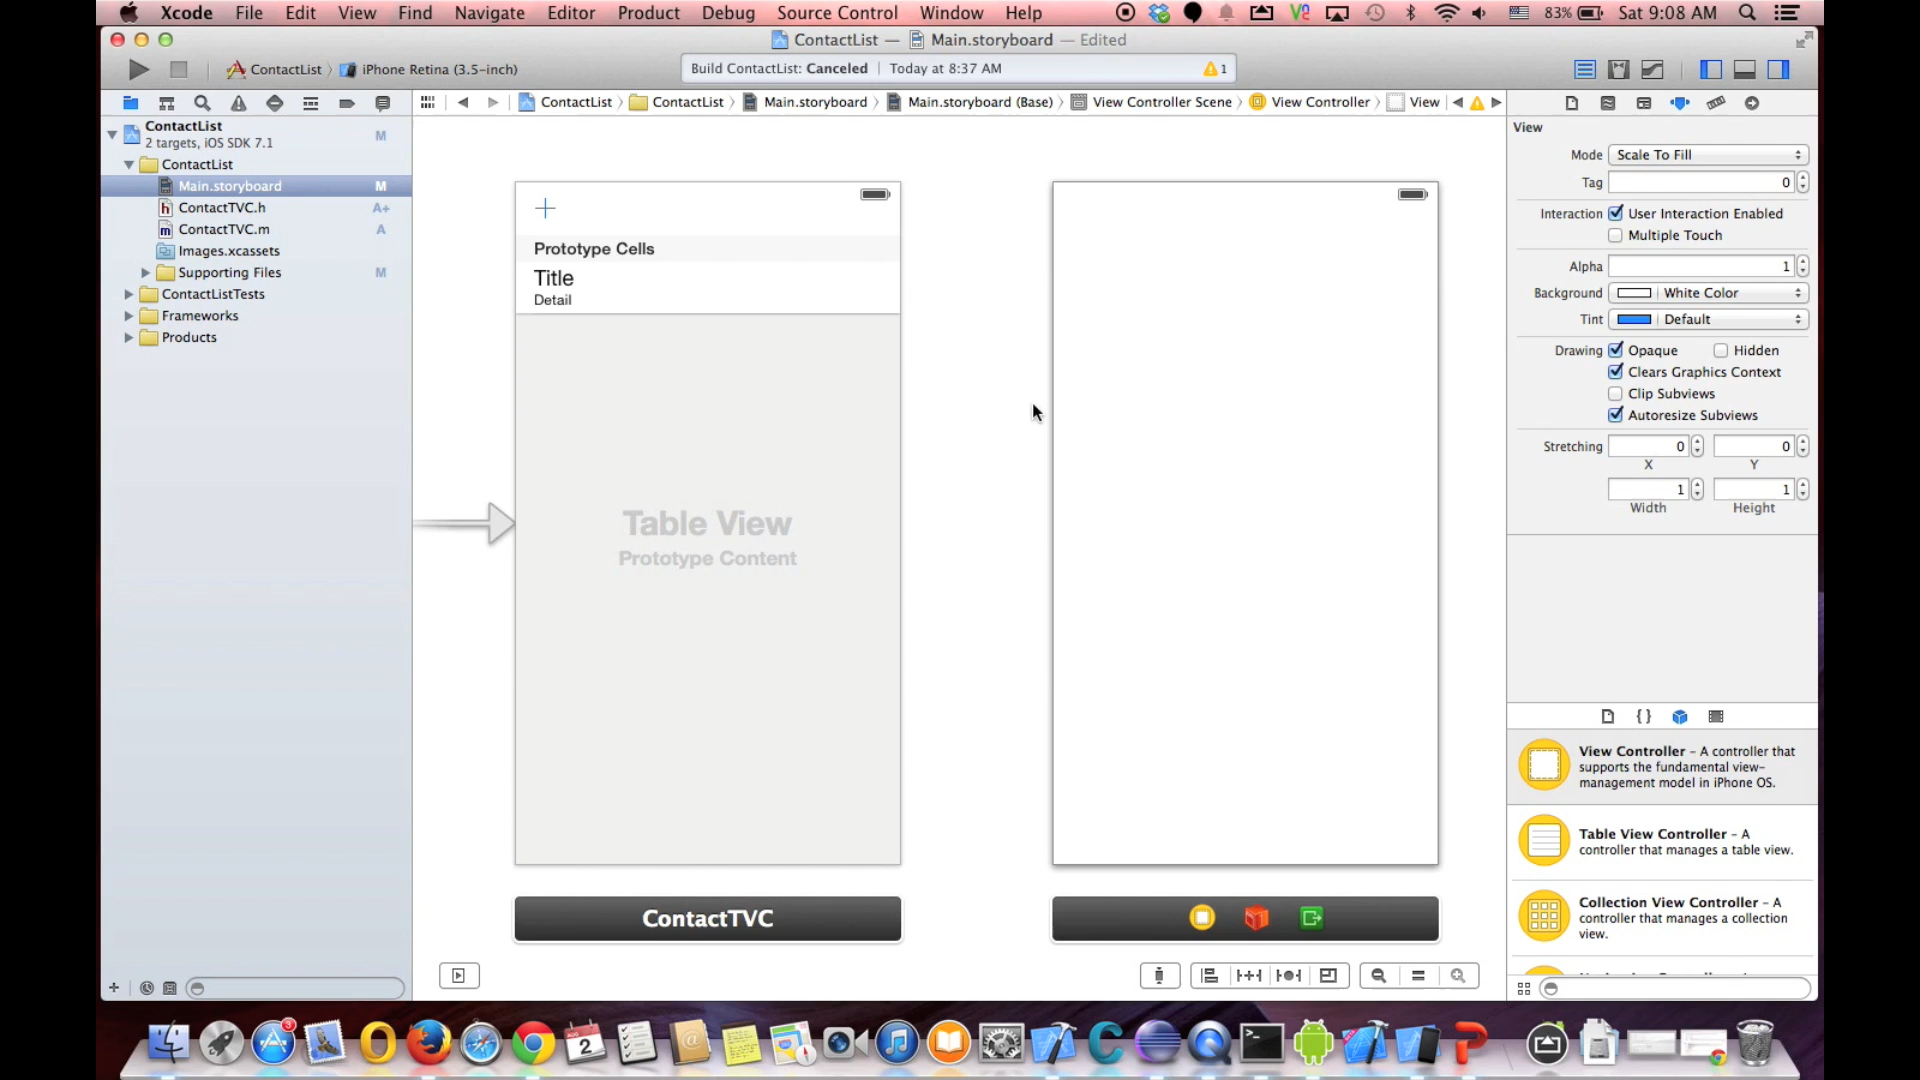 Xcode File Edit View Find Navigate Editor Product Debug Source Control Window Help 83% Sat 9:08 AM
ContactList — Main.storyboard — Edited
ContactList iPhone Retina (3.5-inch)
Build ContactList: Canceled Today at 8:37 AM 1
ContactList ContactList Main.storyboard Main.storyboard (Base) View Controller Scene View Controller View
ContactList M
2 targets, iOS SDK 7.1
ContactList
Main.storyboard M
ContactTVC.h A+
ContactTVC.m A
Images.xcassets
Supporting Files M
ContactListTests
Frameworks
Products
Prototype Cells
Title
Detail
Table View
Prototype Content
ContactTVC
View
Mode Scale To Fill
Tag 0
Interaction User Interaction Enabled
Multiple Touch
Alpha 1
Background White Color
Tint Default
Drawing Opaque Hidden
Clears Graphics Context
Clip Subviews
Autoresize Subviews
Stretching 0 0
X Y
1 1
Width Height
View Controller – A controller that
supports the fundamental view-
management model in iPhone OS.
Table View Controller – A
controller that manages a table view.
Collection View Controller – A
controller that manages a collection
view.
3
2